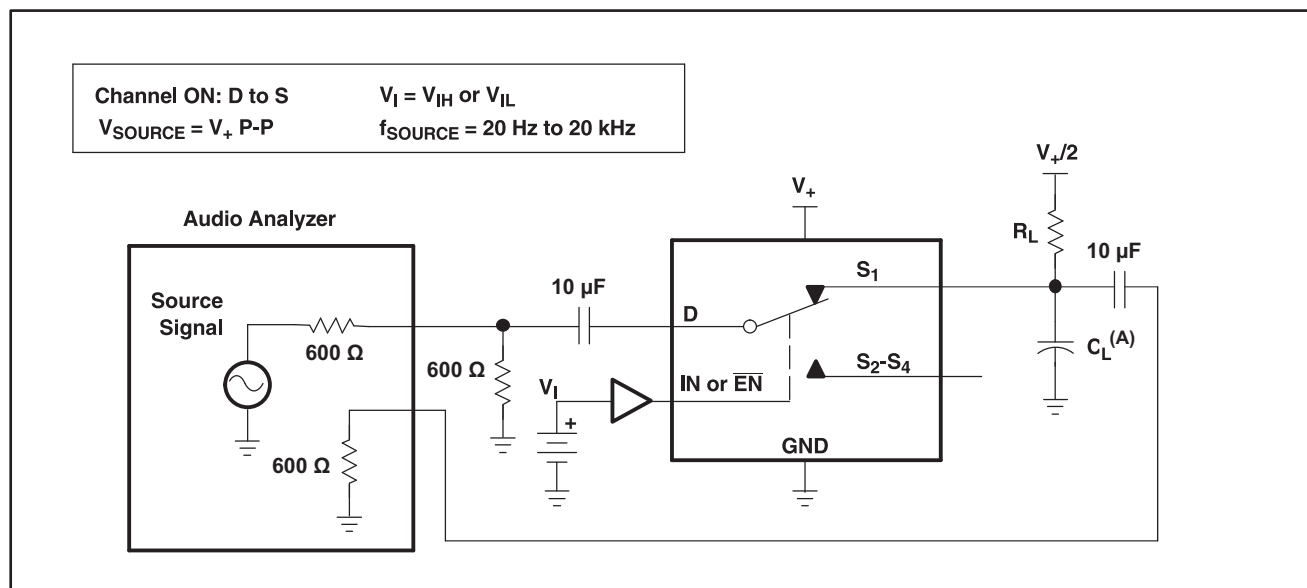 Channel ON: D to S
V_SOURCE = V_+ P-P
V_I = V_IH or V_IL
f_SOURCE = 20 Hz to 20 kHz
Audio Analyzer
Source
Signal
600 Ω
600 Ω
600 Ω
10 µF
V_I
+
V_+
D
S_1
S_2-S_4
IN or E̅N̅
GND
V_+/2
R_L
10 µF
C_L^(A)